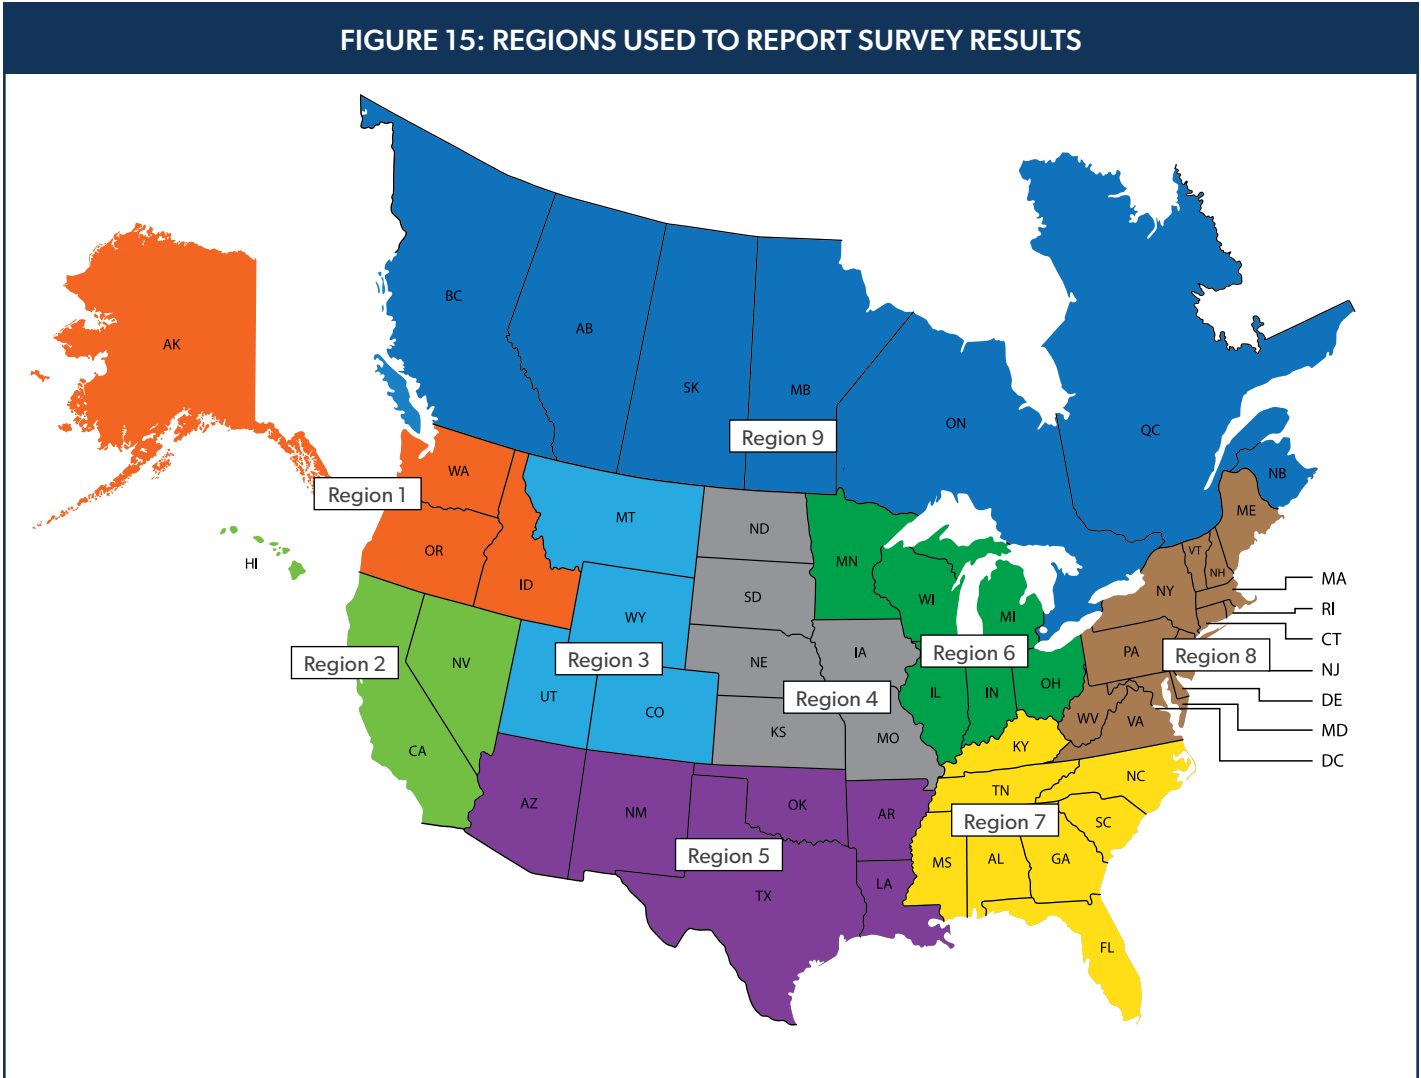 FIGURE 15: REGIONS USED TO REPORT SURVEY RESULTS
BC
AB
AK
SK
MB
ON
QC
Region 9
NB
WA
Region 1
ME
MT
ND
OR
VT
MN
HI
NH
MA
ID
NY
SD
WI
RI
WY
MI
CT
PA
IA
Region 6
Region 8
Region 2
NV
Region 3
NE
NJ
OH
UT
IL
IN
Region 4
DE
CO
WV
VA
MD
KS
MO
KY
CA
DC
NC
TN
AZ
OK
NM
AR
Region 7
SC
Region 5
MS
AL
GA
LA
TX
FL